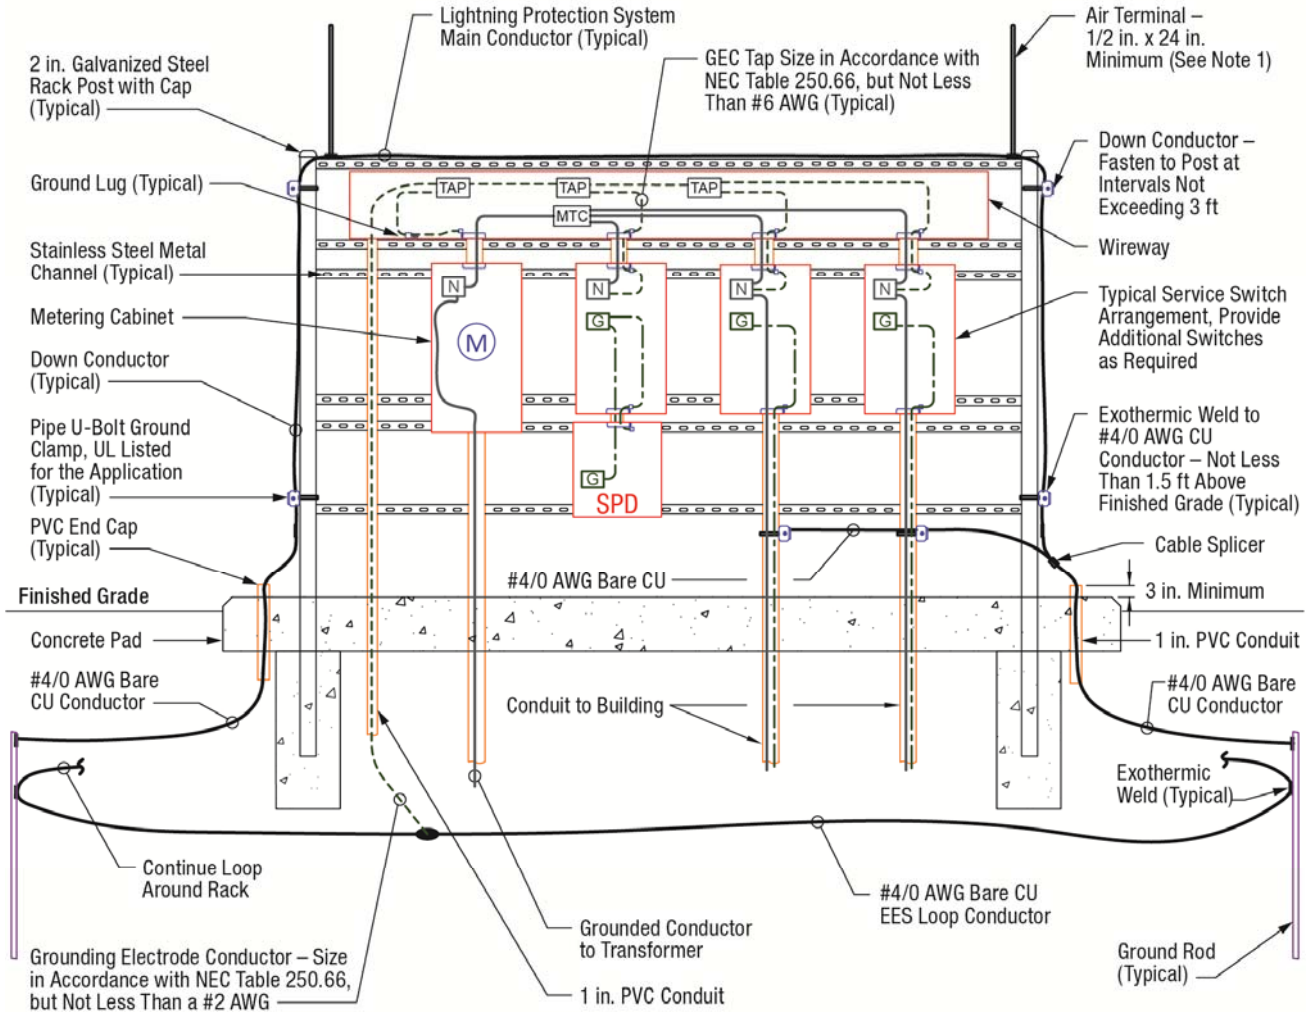 Lightning Protection System
Main Conductor (Typical)
Air Terminal –
1/2 in. x 24 in.
Minimum (See Note 1)
2 in. Galvanized Steel
Rack Post with Cap
(Typical)
GEC Tap Size in Accordance with
NEC Table 250.66, but Not Less
Than #6 AWG (Typical)
Down Conductor –
Fasten to Post at
Intervals Not
Exceeding 3 ft
Ground Lug (Typical)
TAP
TAP
TAP
MTC
Wireway
Stainless Steel Metal
Channel (Typical)
N
N
N
N
Typical Service Switch
Arrangement, Provide
Additional Switches
as Required
Metering Cabinet
M
G
G
G
Down Conductor
(Typical)
Pipe U-Bolt Ground
Clamp, UL Listed
for the Application
(Typical)
Exothermic Weld to
#4/0 AWG CU
Conductor – Not Less
Than 1.5 ft Above
Finished Grade (Typical)
G
SPD
PVC End Cap
(Typical)
Cable Splicer
#4/0 AWG Bare CU
3 in. Minimum
Finished Grade
Concrete Pad
1 in. PVC Conduit
#4/0 AWG Bare
CU Conductor
Conduit to Building
#4/0 AWG Bare
CU Conductor
Exothermic
Weld (Typical)
Continue Loop
Around Rack
#4/0 AWG Bare CU
EES Loop Conductor
Grounded Conductor
to Transformer
Ground Rod
(Typical)
Grounding Electrode Conductor – Size
in Accordance with NEC Table 250.66,
but Not Less Than a #2 AWG
1 in. PVC Conduit